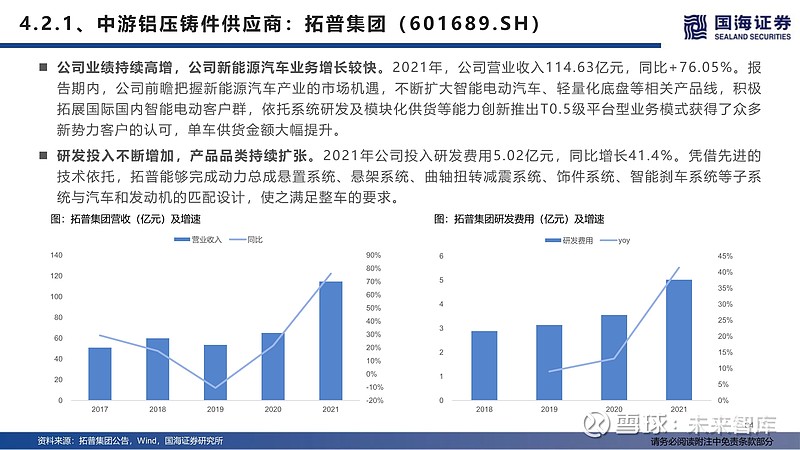 4.2.1、中游铝压铸件供应商：拓普集团（601689.SH）
国海证券
SEALAND SECURITIES
■ 公司业绩持续高增，公司新能源汽车业务增长较快。2021年，公司营业收入114.63亿元，同比+76.05%。报
告期内，公司前瞻把握新能源汽车产业的市场机遇，不断扩大智能电动汽车、轻量化底盘等相关产品线，积极
拓展国际国内智能电动客户群，依托系统研发及模块化供货等能力创新推出T0.5级平台型业务模式获得了众多
新势力客户的认可，单车供货金额大幅提升。
■ 研发投入不断增加，产品品类持续扩张。2021年公司投入研发费用5.02亿元，同比增长41.4%。凭借先进的
技术依托，拓普能够完成动力总成悬置系统、悬架系统、曲轴扭转减震系统、饰件系统、智能刹车系统等子系
统与汽车和发动机的匹配设计，使之满足整车的要求。
图：拓普集团营收（亿元）及增速
营业收入 同比
140
120
100
80
60
40
20
0
90%
80%
70%
60%
50%
40%
30%
20%
10%
0%
-10%
-20%
2017 2018 2019 2020 2021
图：拓普集团研发费用（亿元）及增速
研发费用 yoy
6
5
4
3
2
1
0
45%
40%
35%
30%
25%
20%
15%
10%
5%
0%
2018 2019 2020 2021
雪球：未来智库
资料来源：拓普集团公告，Wind，国海证券研究所
请务必阅读附注中免责条款部分